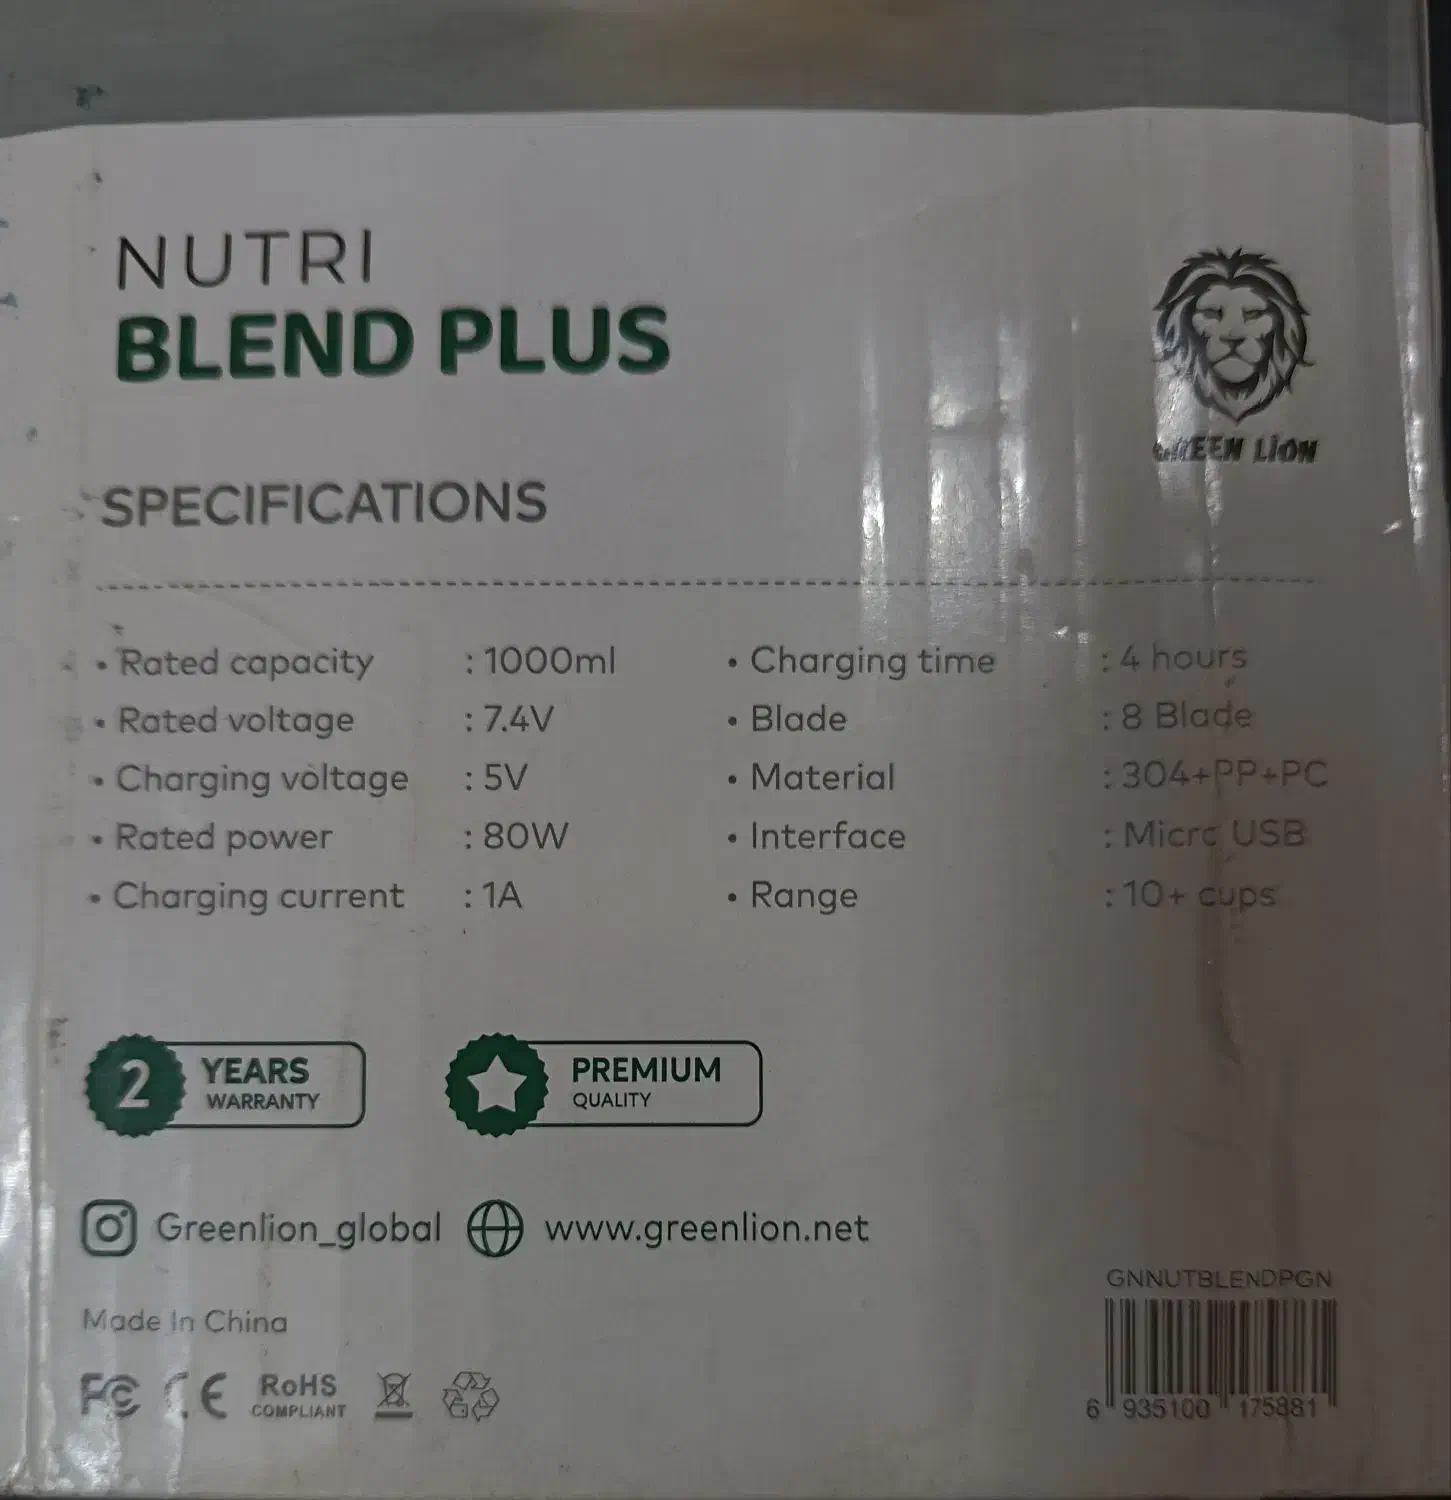 NUTRI
BLEND PLUS
GREEN LiON
SPECIFICATIONS
• Rated capacity : 1000ml
• Rated voltage : 7.4V
• Charging voltage : 5V
• Rated power : 80W
• Charging current : 1A
• Charging time : 4 hours
• Blade : 8 Blade
• Material : 304+PP+PC
• Interface : Micro USB
• Range : 10+ cups
2 YEARS
WARRANTY
PREMIUM
QUALITY
Greenlion_global www.greenlion.net
Made In China
FC CE RoHS
COMPLIANT
GNNUTBLENDPGN
6 935100 175881